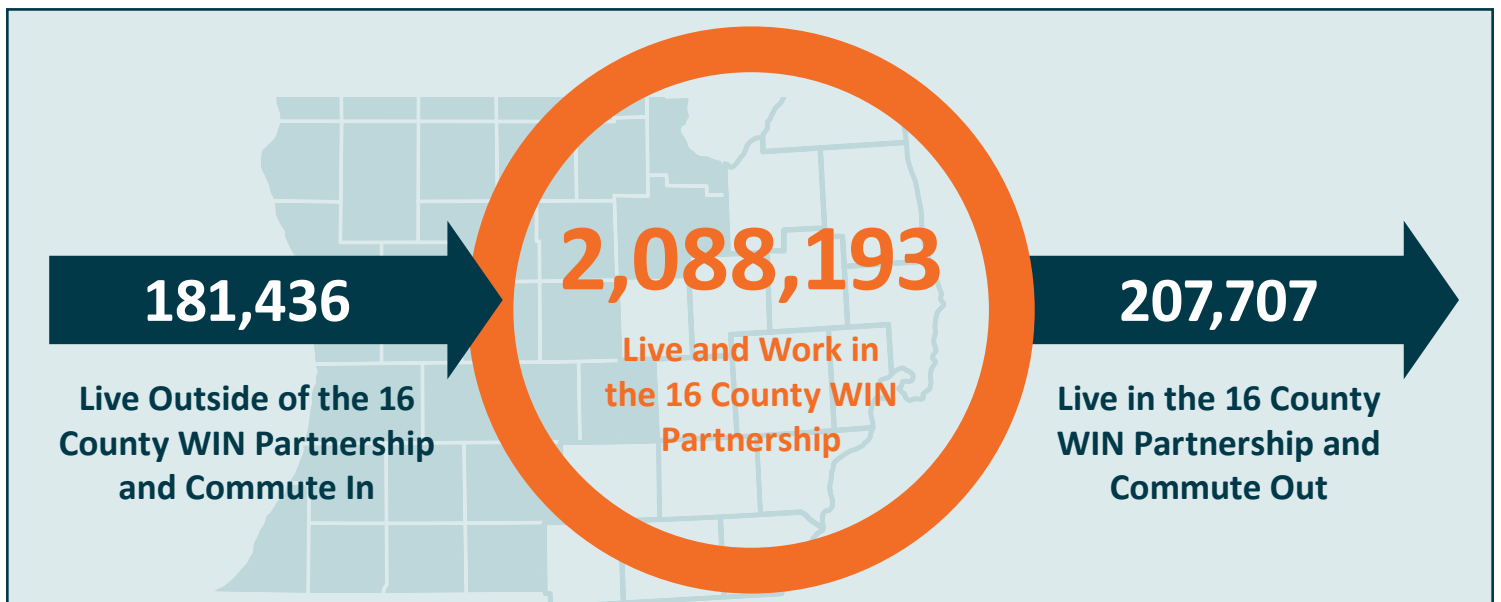 181,436
Live Outside of the 16
County WIN Partnership
and Commute In
2,088,193
Live and Work in
the 16 County WIN
Partnership
207,707
Live in the 16 County
WIN Partnership and
Commute Out